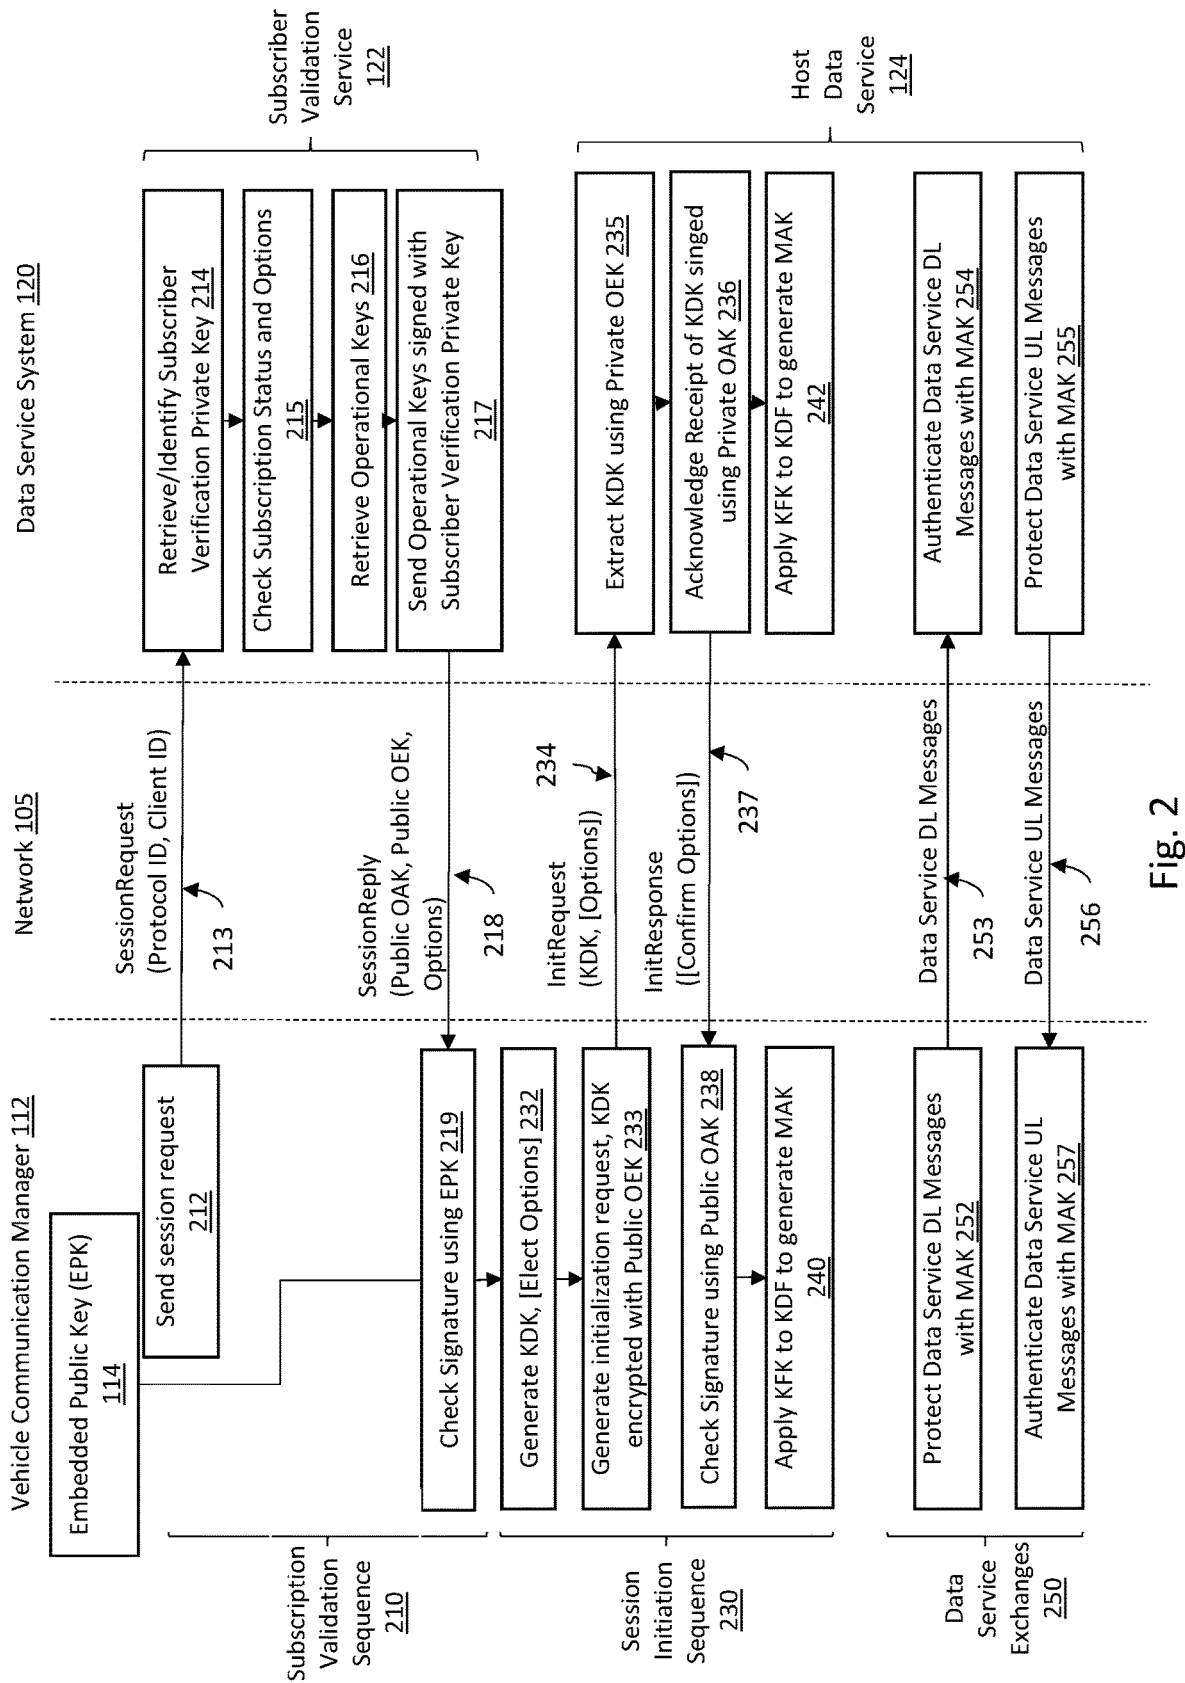 Vehicle Communication Manager 112
Network 105
Data Service System 120
Embedded Public Key (EPK)
114
Send session request
212
SessionRequest
(Protocol ID, Client ID)
213
Retrieve/Identify Subscriber
Verification Private Key 214
Check Subscription Status and Options
215
Retrieve Operational Keys 216
Send Operational Keys signed with
Subscriber Verification Private Key
217
Subscriber
Validation
Service
122
SessionReply
(Public OAK, Public OEK,
Options)
218
Check Signature using EPK 219
Subscription
Validation
Sequence
210
Generate KDK, [Elect Options] 232
Generate initialization request, KDK
encrypted with Public OEK 233
InitRequest
(KDK, [Options])
234
Extract KDK using Private OEK 235
Acknowledge Receipt of KDK singed
using Private OAK 236
InitResponse
([Confirm Options])
237
Check Signature using Public OAK 238
Apply KFK to KDF to generate MAK
240
Apply KFK to KDF to generate MAK
242
Session
Initiation
Sequence
230
Host
Data
Service
124
Protect Data Service DL Messages
with MAK 252
Data Service DL Messages
253
Authenticate Data Service DL
Messages with MAK 254
Protect Data Service UL Messages
with MAK 255
Data Service UL Messages
256
Authenticate Data Service UL
Messages with MAK 257
Data
Service
Exchanges
250
Fig. 2